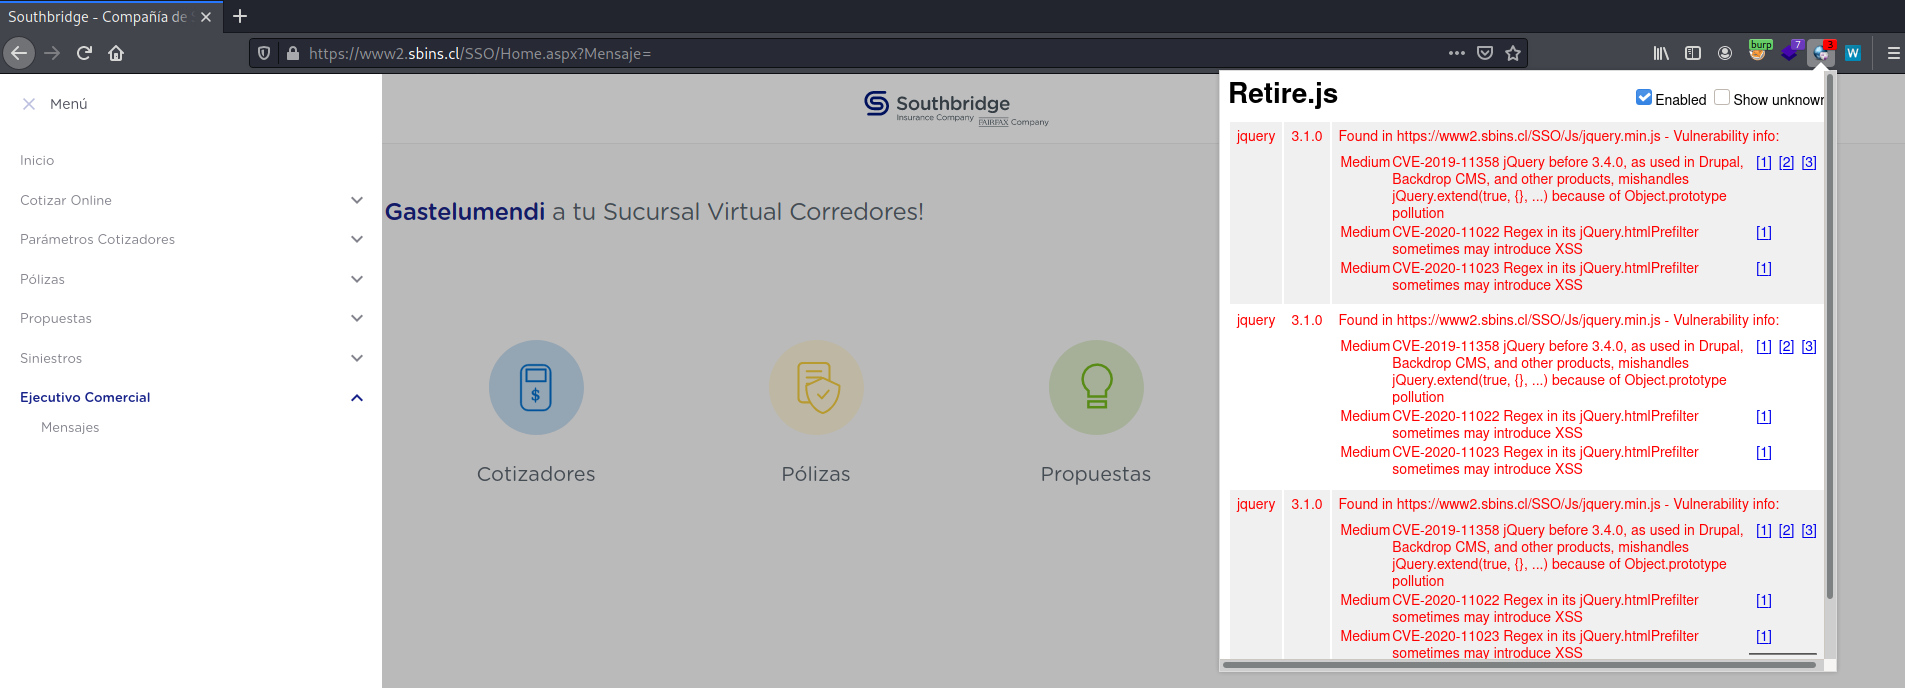 Southbridge - Compañía de S
https://www2.sbins.cl/SSO/Home.aspx?Mensaje=
burp
7
3
W
Menú
Inicio
Cotizar Online
Parámetros Cotizadores
Pólizas
Propuestas
Siniestros
Ejecutivo Comercial
Mensajes
Southbridge
Insurance Company
FAIRFAX Company
Gastelumendi a tu Sucursal Virtual Corredores!
$
Cotizadores
Pólizas
Propuestas
Retire.js
Enabled
Show unknown
jquery 3.1.0 Found in https://www2.sbins.cl/SSO/Js/jquery.min.js - Vulnerability info:
Medium CVE-2019-11358 jQuery before 3.4.0, as used in Drupal, [1] [2] [3]
Backdrop CMS, and other products, mishandles
jQuery.extend(true, {}, ...) because of Object.prototype
pollution
Medium CVE-2020-11022 Regex in its jQuery.htmlPrefilter [1]
sometimes may introduce XSS
Medium CVE-2020-11023 Regex in its jQuery.htmlPrefilter [1]
sometimes may introduce XSS
jquery 3.1.0 Found in https://www2.sbins.cl/SSO/Js/jquery.min.js - Vulnerability info:
Medium CVE-2019-11358 jQuery before 3.4.0, as used in Drupal, [1] [2] [3]
Backdrop CMS, and other products, mishandles
jQuery.extend(true, {}, ...) because of Object.prototype
pollution
Medium CVE-2020-11022 Regex in its jQuery.htmlPrefilter [1]
sometimes may introduce XSS
Medium CVE-2020-11023 Regex in its jQuery.htmlPrefilter [1]
sometimes may introduce XSS
jquery 3.1.0 Found in https://www2.sbins.cl/SSO/Js/jquery.min.js - Vulnerability info:
Medium CVE-2019-11358 jQuery before 3.4.0, as used in Drupal, [1] [2] [3]
Backdrop CMS, and other products, mishandles
jQuery.extend(true, {}, ...) because of Object.prototype
pollution
Medium CVE-2020-11022 Regex in its jQuery.htmlPrefilter [1]
sometimes may introduce XSS
Medium CVE-2020-11023 Regex in its jQuery.htmlPrefilter [1]
sometimes may introduce XSS